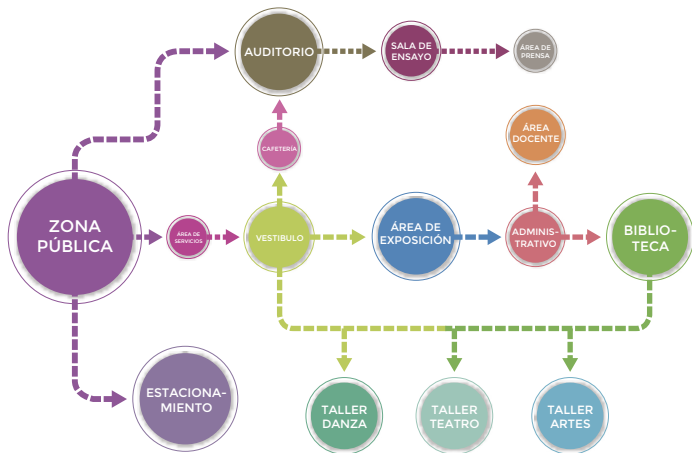 AUDITORIO
SALA DE
ENSAYO
ÁREA DE
PRENSA
CAFETERÍA
ÁREA
DOCENTE
ZONA
PÚBLICA
ÁREA DE
SERVICIOS
VESTIBULO
ÁREA DE
EXPOSICIÓN
ADMINIS-
TRATIVO
BIBLIO-
TECA
ESTACIONA-
MIENTO
TALLER
DANZA
TALLER
TEATRO
TALLER
ARTES